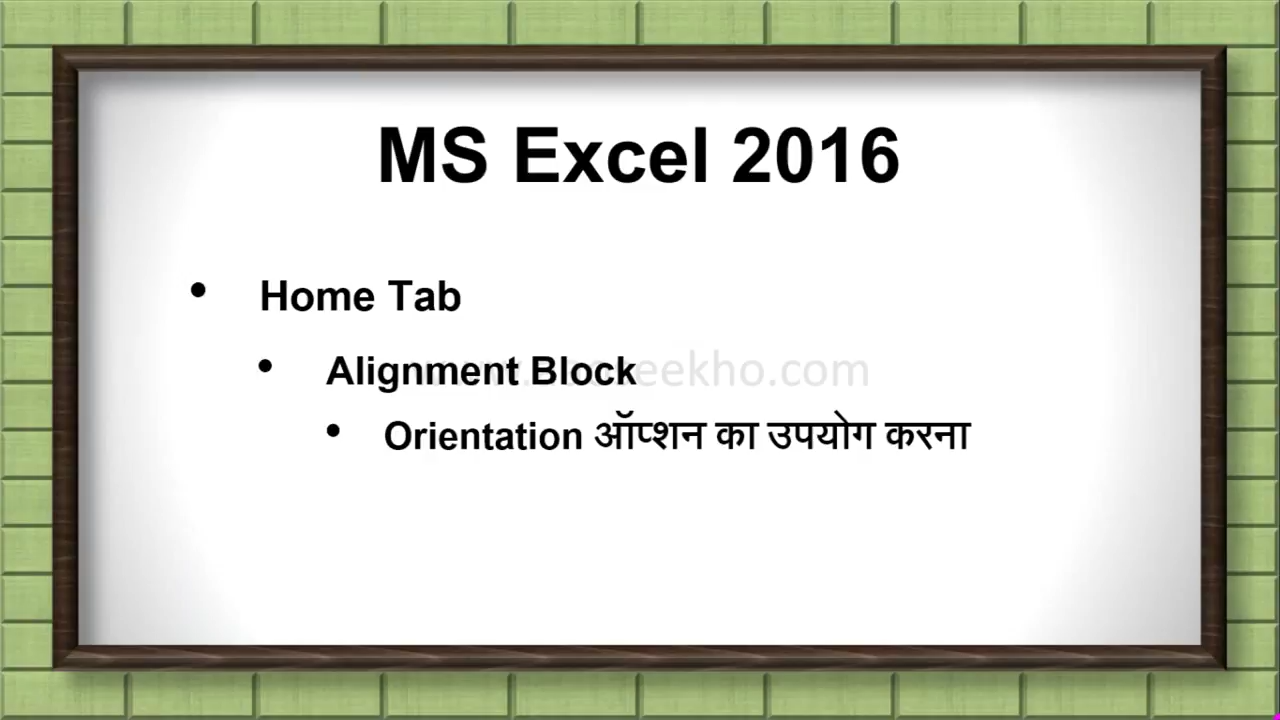 MS Excel 2016
• Home Tab
• Alignment Block
• Orientation ऑप्शन का उपयोग करना